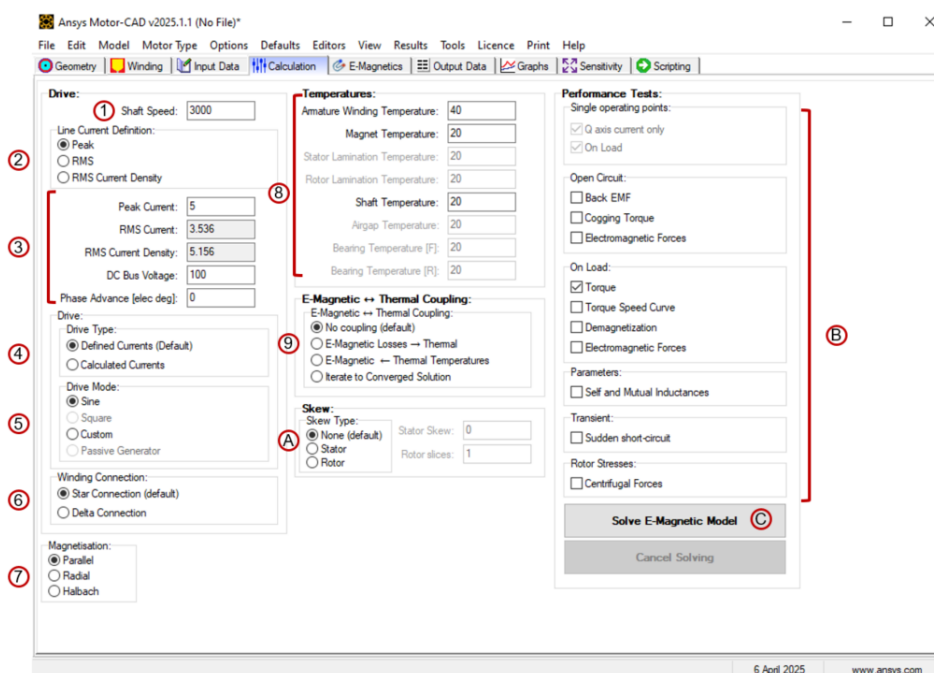 Ansys Motor-CAD v2025.1.1 (No File)*
File Edit Model Motor Type Options Defaults Editors View Results Tools Licence Print Help
Geometry Winding Input Data Calculation E-Magnetics Output Data Graphs Sensitivity Scripting
Drive:
1 Shaft Speed: 3000
Line Current Definition:
2
Peak
RMS
RMS Current Density
3
Peak Current: 5
RMS Current: 3.536
RMS Current Density: 5.156
DC Bus Voltage: 100
Phase Advance [elec deg]: 0
Drive:
4
Drive Type:
Defined Currents (Default)
Calculated Currents
5
Drive Mode:
Sine
Square
Custom
Passive Generator
6
Winding Connection:
Star Connection (default)
Delta Connection
7
Magnetisation:
Parallel
Radial
Halbach
8
Temperatures:
Armature Winding Temperature: 40
Magnet Temperature: 20
Stator Lamination Temperature: 20
Rotor Lamination Temperature: 20
Shaft Temperature: 20
Airgap Temperature: 20
Bearing Temperature [F]: 20
Bearing Temperature [R]: 20
E-Magnetic ↔ Thermal Coupling:
9
E-Magnetic ↔ Thermal Coupling:
No coupling (default)
E-Magnetic Losses → Thermal
E-Magnetic ← Thermal Temperatures
Iterate to Converged Solution
Skew:
A
Skew Type:
None (default)
Stator
Rotor
Stator Skew: 0
Rotor slices: 1
Performance Tests:
B
Single operating points:
Q axis current only
On Load
Open Circuit:
Back EMF
Cogging Torque
Electromagnetic Forces
On Load:
Torque
Torque Speed Curve
Demagnetization
Electromagnetic Forces
Parameters:
Self and Mutual Inductances
Transient:
Sudden short-circuit
Rotor Stresses:
Centrifugal Forces
Solve E-Magnetic Model C
Cancel Solving
6 April 2025 www.ansys.com